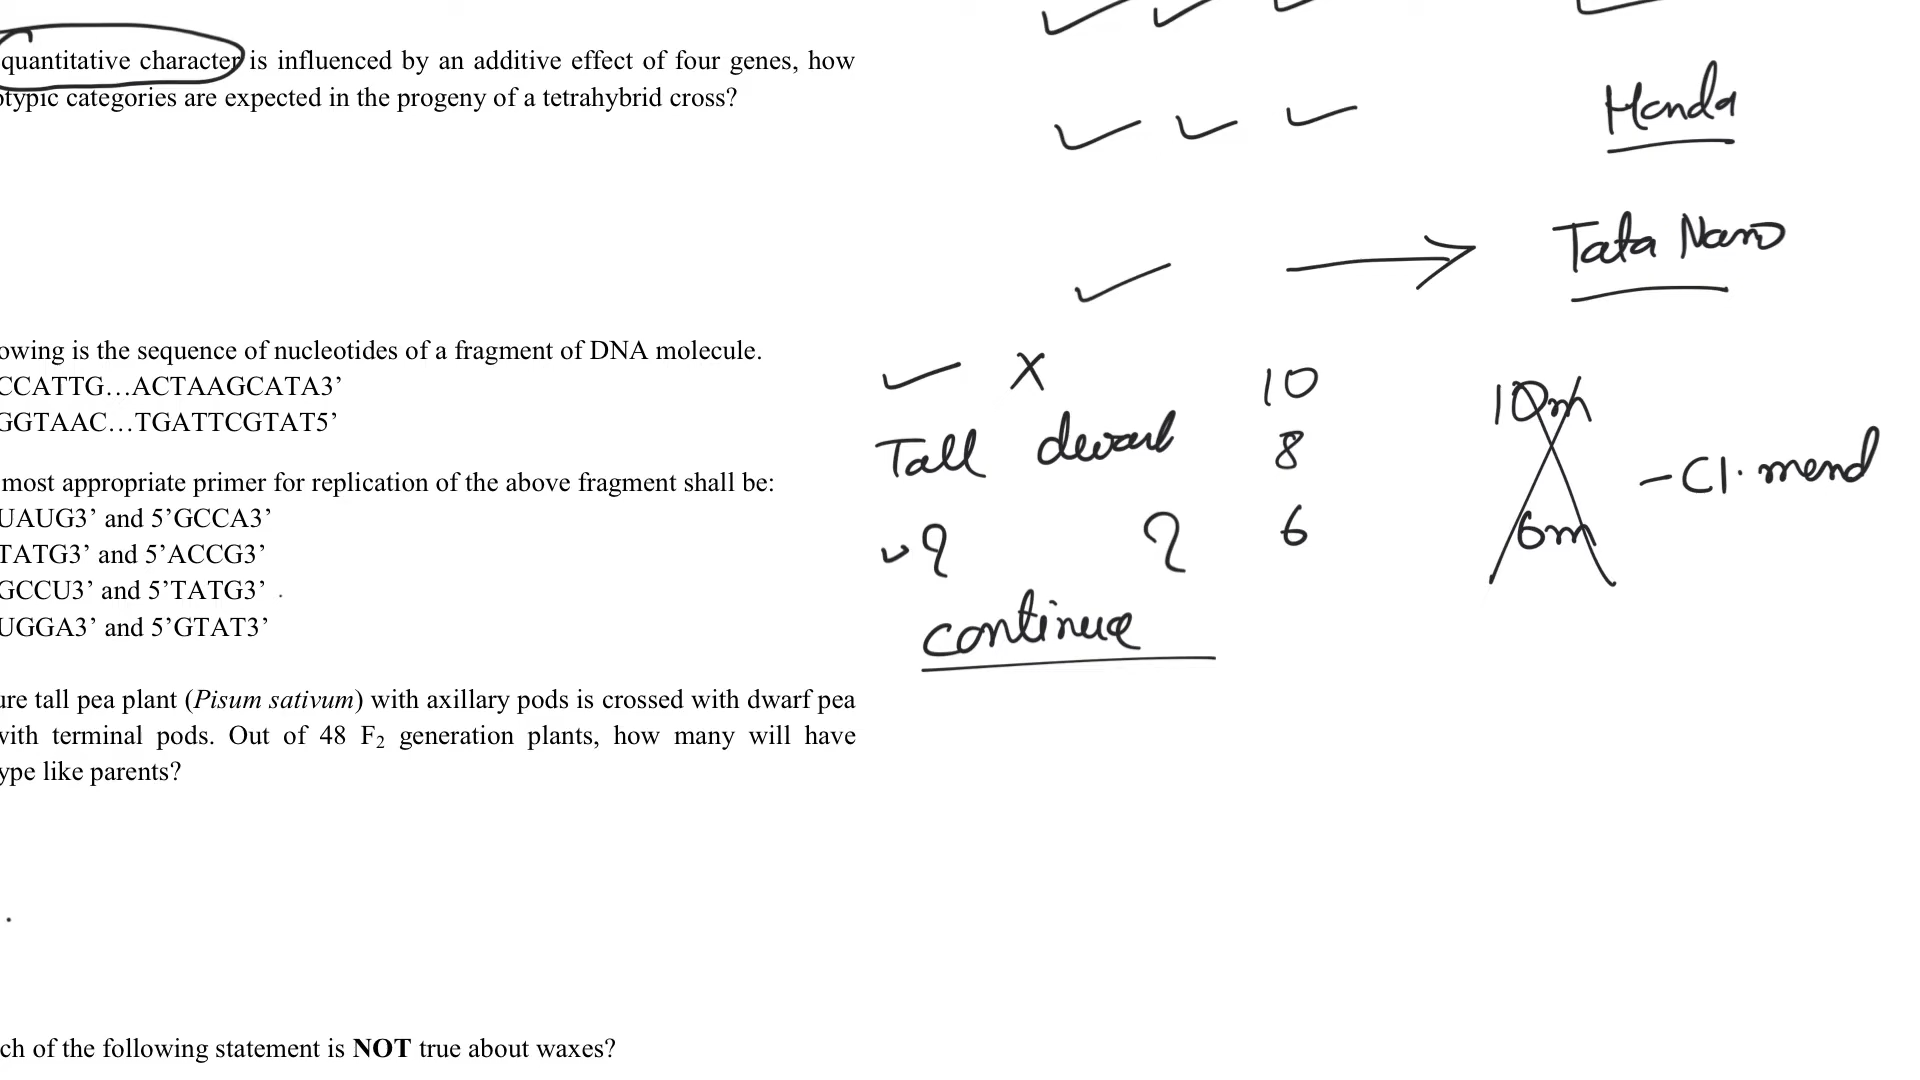 quantitative character is influenced by an additive effect of four genes, how
otypic categories are expected in the progeny of a tetrahybrid cross?
Honda
Tata Nano
owing is the sequence of nucleotides of a fragment of DNA molecule.
CCATTG…ACTAAGCATA3’
GGTAAC…TGATTCGTAT5’
X 10 10m
Tall dwarf 8 – Cl. mend
6 6m
continue
most appropriate primer for replication of the above fragment shall be:
UAUG3’ and 5’GCCA3’
TATG3’ and 5’ACCG3’
GCCU3’ and 5’TATG3’
UGGA3’ and 5’GTAT3’
ure tall pea plant (Pisum sativum) with axillary pods is crossed with dwarf pea
with terminal pods. Out of 48 F₂ generation plants, how many will have
ype like parents?
ch of the following statement is NOT true about waxes?